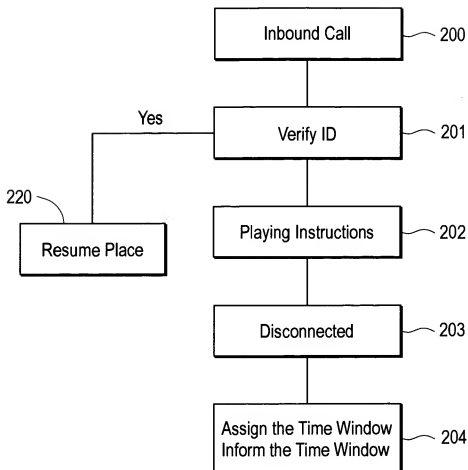 Inbound Call
200
Yes
Verify ID
201
220
Resume Place
Playing Instructions
202
Disconnected
203
Assign the Time Window
Inform the Time Window
204